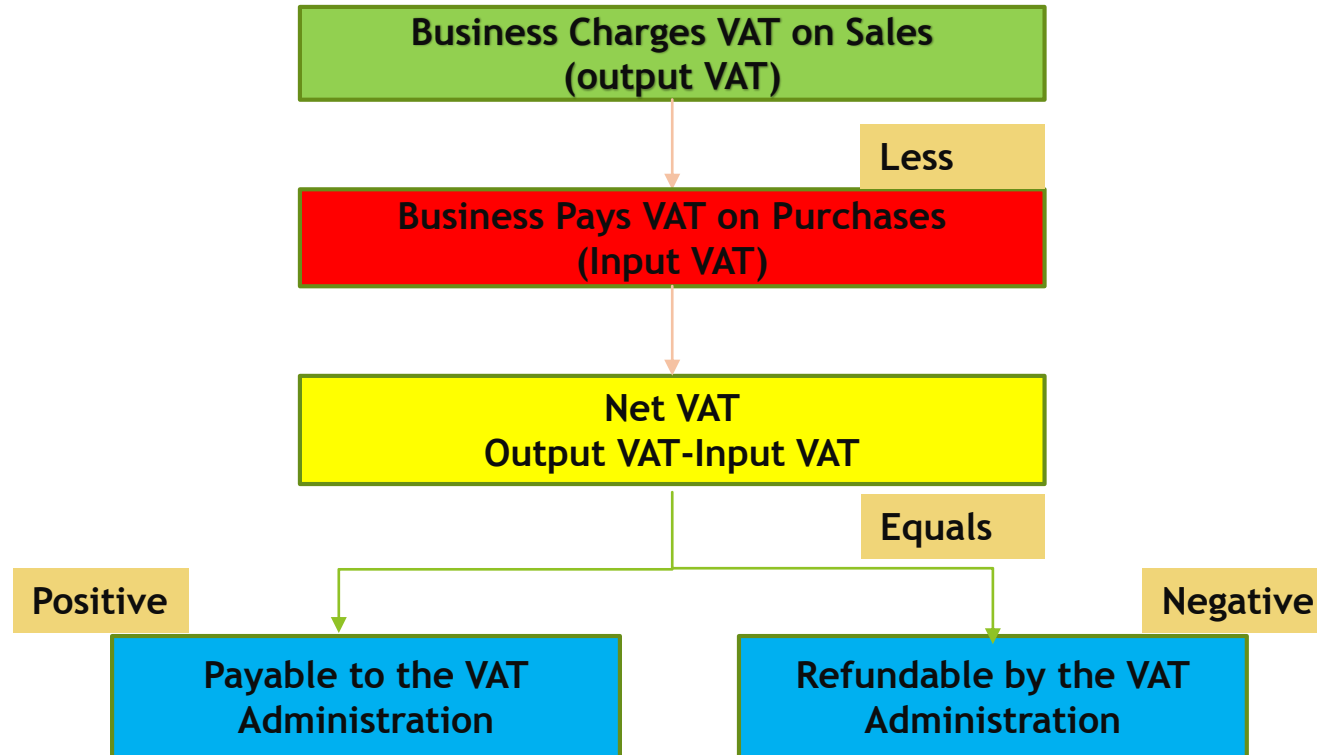 Business Charges VAT on Sales
(output VAT)
Less
Business Pays VAT on Purchases
(Input VAT)
Net VAT
Output VAT-Input VAT
Equals
Positive
Negative
Payable to the VAT
Administration
Refundable by the VAT
Administration